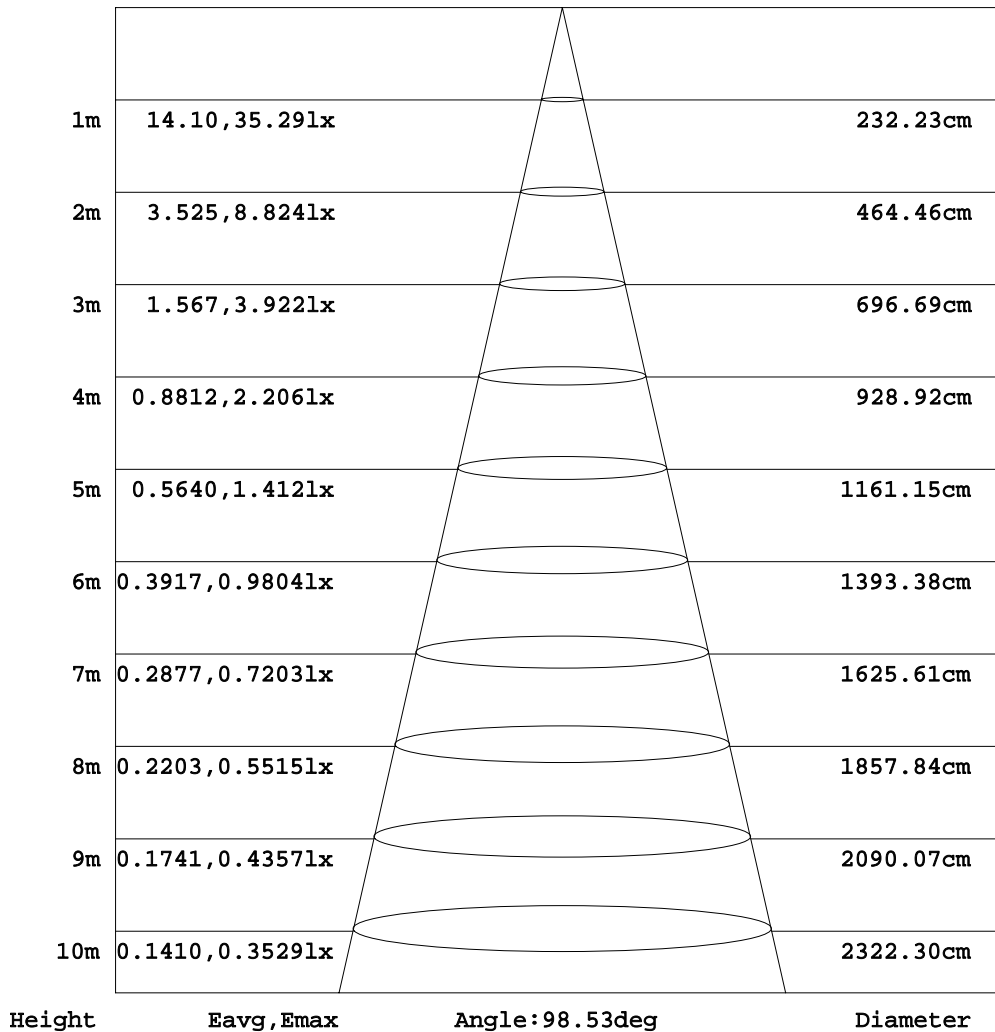 1m 14.10,35.29lx 232.23cm
2m 3.525,8.824lx 464.46cm
3m 1.567,3.922lx 696.69cm
4m 0.8812,2.206lx 928.92cm
5m 0.5640,1.412lx 1161.15cm
6m 0.3917,0.9804lx 1393.38cm
7m 0.2877,0.7203lx 1625.61cm
8m 0.2203,0.5515lx 1857.84cm
9m 0.1741,0.4357lx 2090.07cm
10m 0.1410,0.3529lx 2322.30cm
Height Eavg,Emax Angle:98.53deg Diameter